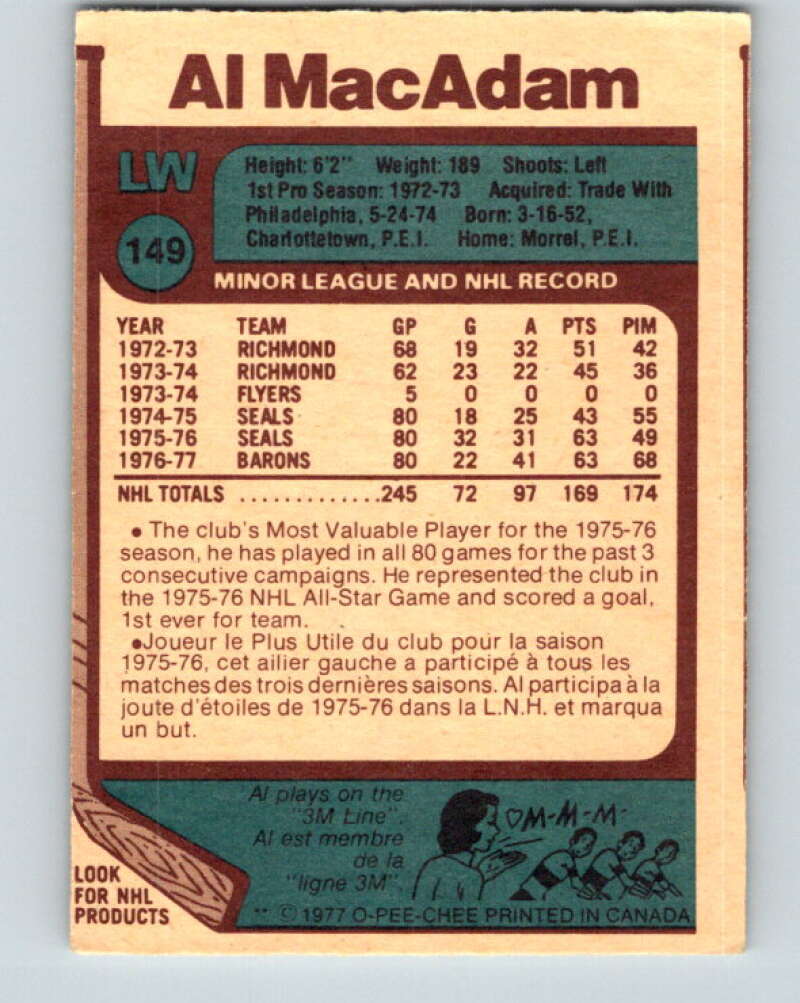 Al MacAdam
LW
149
Height: 6'2" Weight: 189 Shoots: Left
1st Pro Season: 1972-73 Acquired: Trade With
Philadelphia, 5-24-74 Born: 3-16-52,
Charlottetown, P.E.I. Home: Morrel, P.E.I.
MINOR LEAGUE AND NHL RECORD
YEAR TEAM GP G A PTS PIM
1972-73 RICHMOND 68 19 32 51 42
1973-74 RICHMOND 62 23 22 45 36
1973-74 FLYERS 5 0 0 0 0
1974-75 SEALS 80 18 25 43 55
1975-76 SEALS 80 32 31 63 49
1976-77 BARONS 80 22 41 63 68
NHL TOTALS .............245 72 97 169 174
• The club's Most Valuable Player for the 1975-76
season, he has played in all 80 games for the past 3
consecutive campaigns. He represented the club in
the 1975-76 NHL All-Star Game and scored a goal,
1st ever for team.
•Joueur le Plus Utile du club pour la saison
1975-76, cet ailier gauche a participé à tous les
matches des trois dernières saisons. Al participa à la
joute d'étoiles de 1975-76 dans la L.N.H. et marqua
un but.
Al plays on the
"3M Line".
Al est membre
de la
"ligne 3M"
♡M-M-M-
LOOK
FOR NHL
PRODUCTS
** © 1977 O-PEE-CHEE PRINTED IN CANADA